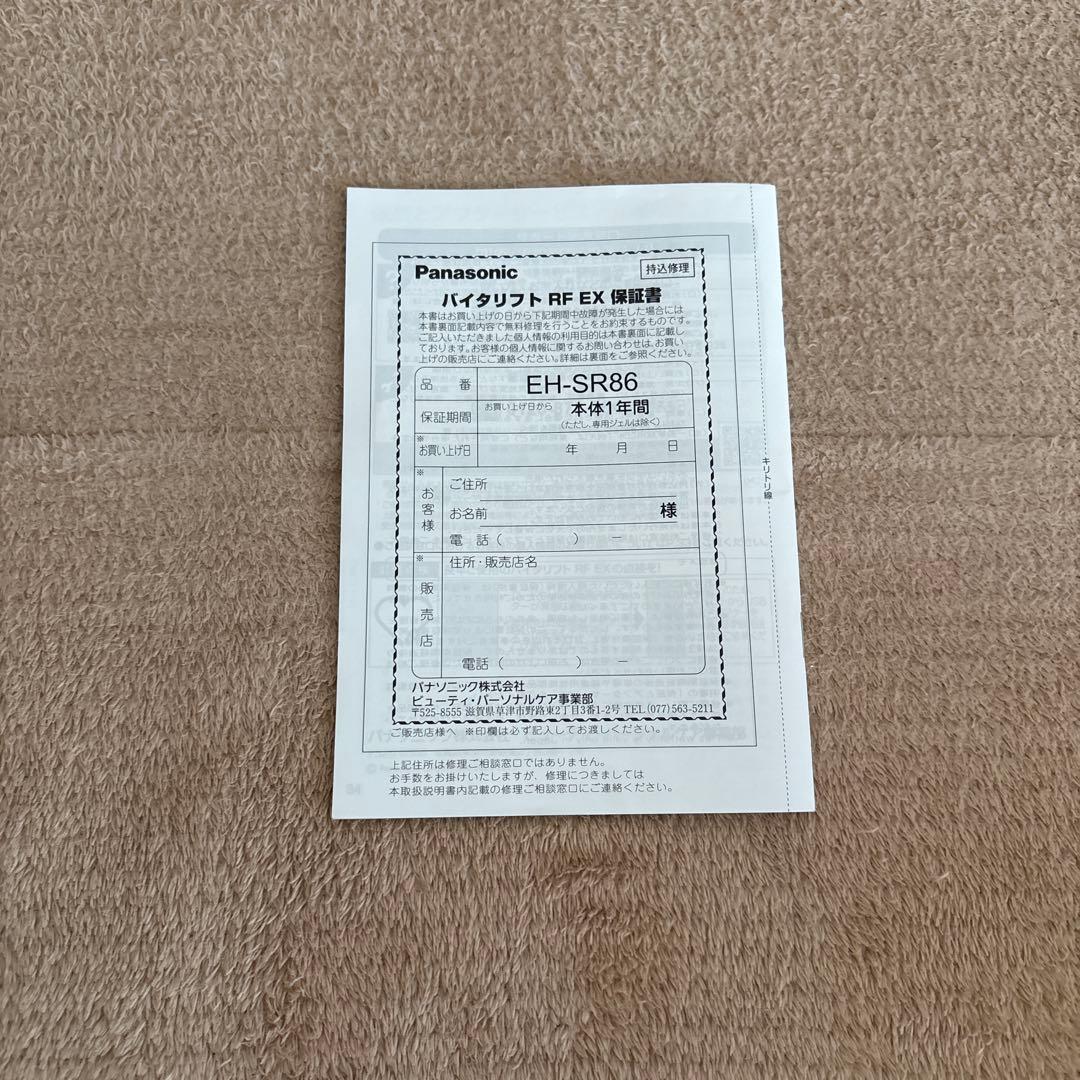 Panasonic
持込修理
バイタリフト RF EX 保証書
本書はお買い上げの日から下記期間中故障が発生した場合には
本書裏面記載内容で無料修理を行うことをお約束するものです。
ご記入いただきました個人情報の利用目的は本書裏面に記載し
ております。お客様の個人情報に関するお問い合わせは、お買い
上げの販売店にご連絡ください。詳細は裏面をご参照ください。
品番 EH-SR86
保証期間 お買い上げ日から 本体1年間
(ただし、専用ジェルは除く)
※
お買い上げ日 年 月 日
※
お客様
ご住所
お名前 様
電話( ) ー
※
販売店
住所・販売店名
電話( ) ー
パナソニック株式会社
ビューティ・パーソナルケア事業部
〒525-8555 滋賀県草津市野路東2丁目3番1-2号 TEL(077)563-5211
ご販売店様へ ※印欄は必ず記入してお渡しください。
上記住所は修理ご相談窓口ではありません。
お手数をお掛けいたしますが、修理につきましては
本取扱説明書内記載の修理ご相談窓口にご連絡ください。
キリトリ線